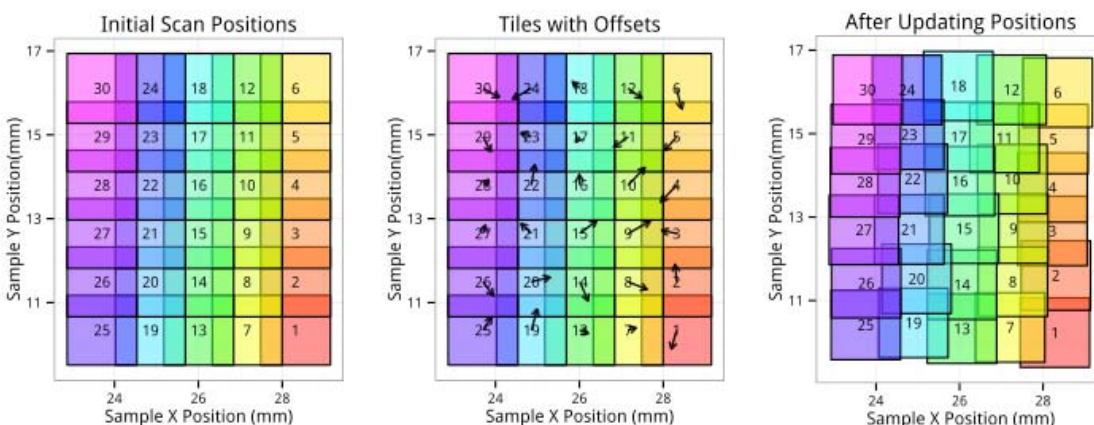 Initial Scan Positions
Sample Y Position(mm)
17
15
13
11
30 24 18 12 6
29 23 17 11 5
28 22 16 10 4
27 21 15 9 3
26 20 14 8 2
25 19 13 7 1
24 26 28
Sample X Position (mm)
Tiles with Offsets
Sample Y Position(mm)
17
15
13
11
30 24 18 12 6
29 23 17 11 5
28 22 16 10 4
27 21 15 9 3
26 20 14 8 2
25 19 13 7 1
24 26 28
Sample X Position (mm)
After Updating Positions
Sample Y Position(mm)
17
15
13
11
30 24 18 12 6
29 23 17 11 5
28 22 16 10 4
27 21 15 9 3
26 20 14 8 2
25 19 13 7 1
24 26 28
Sample X Position (mm)